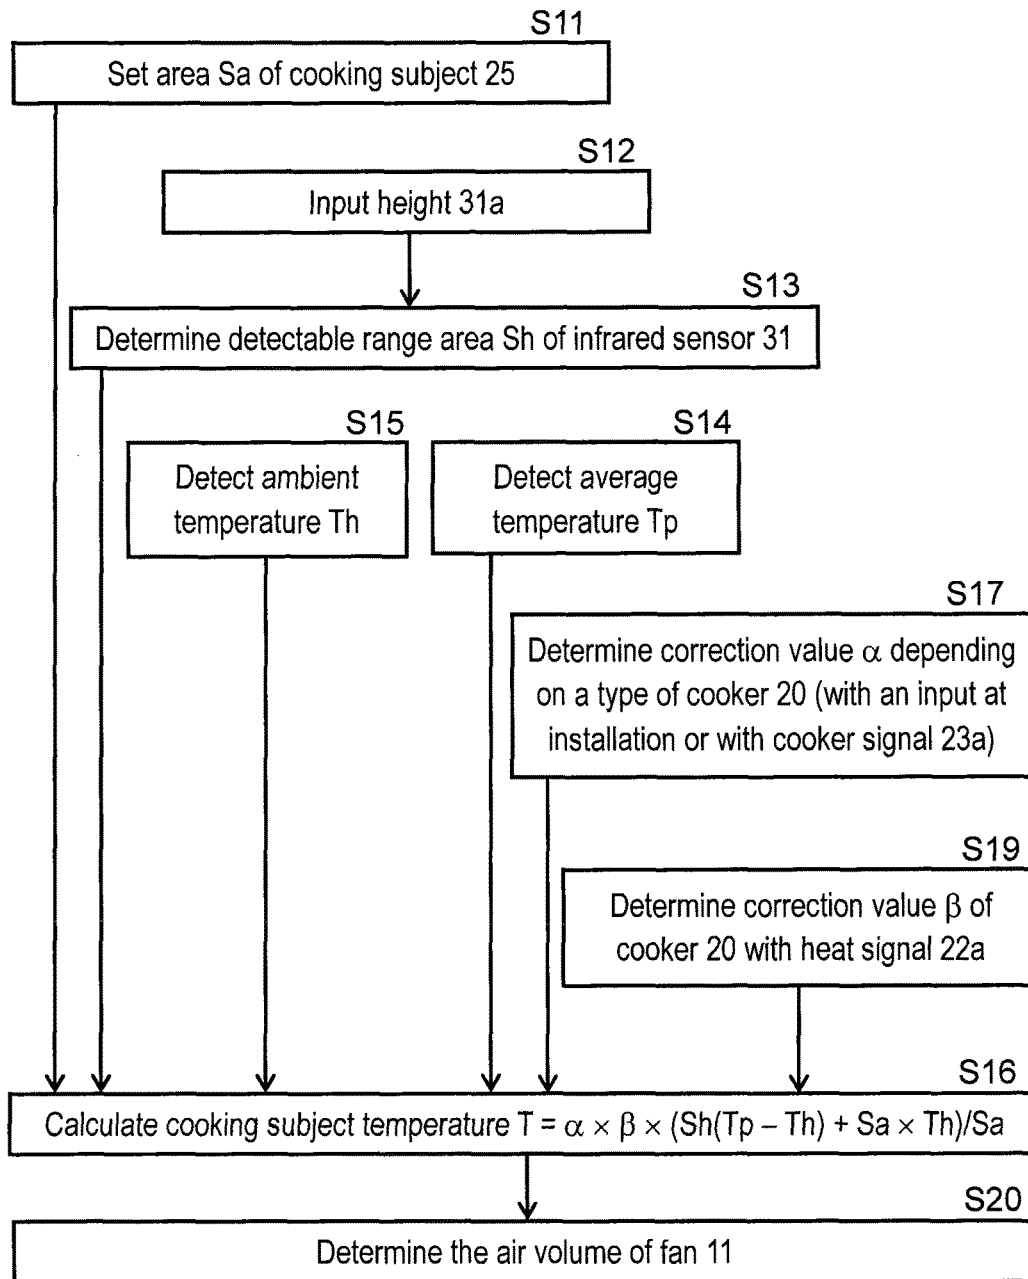 S11
Set area Sa of cooking subject 25
S12
Input height 31a
S13
Determine detectable range area Sh of infrared sensor 31
S15
Detect ambient
temperature Th
S14
Detect average
temperature Tp
S17
Determine correction value α depending
on a type of cooker 20 (with an input at
installation or with cooker signal 23a)
S19
Determine correction value β of
cooker 20 with heat signal 22a
S16
Calculate cooking subject temperature T = α × β × (Sh(Tp – Th) + Sa × Th)/Sa
S20
Determine the air volume of fan 11